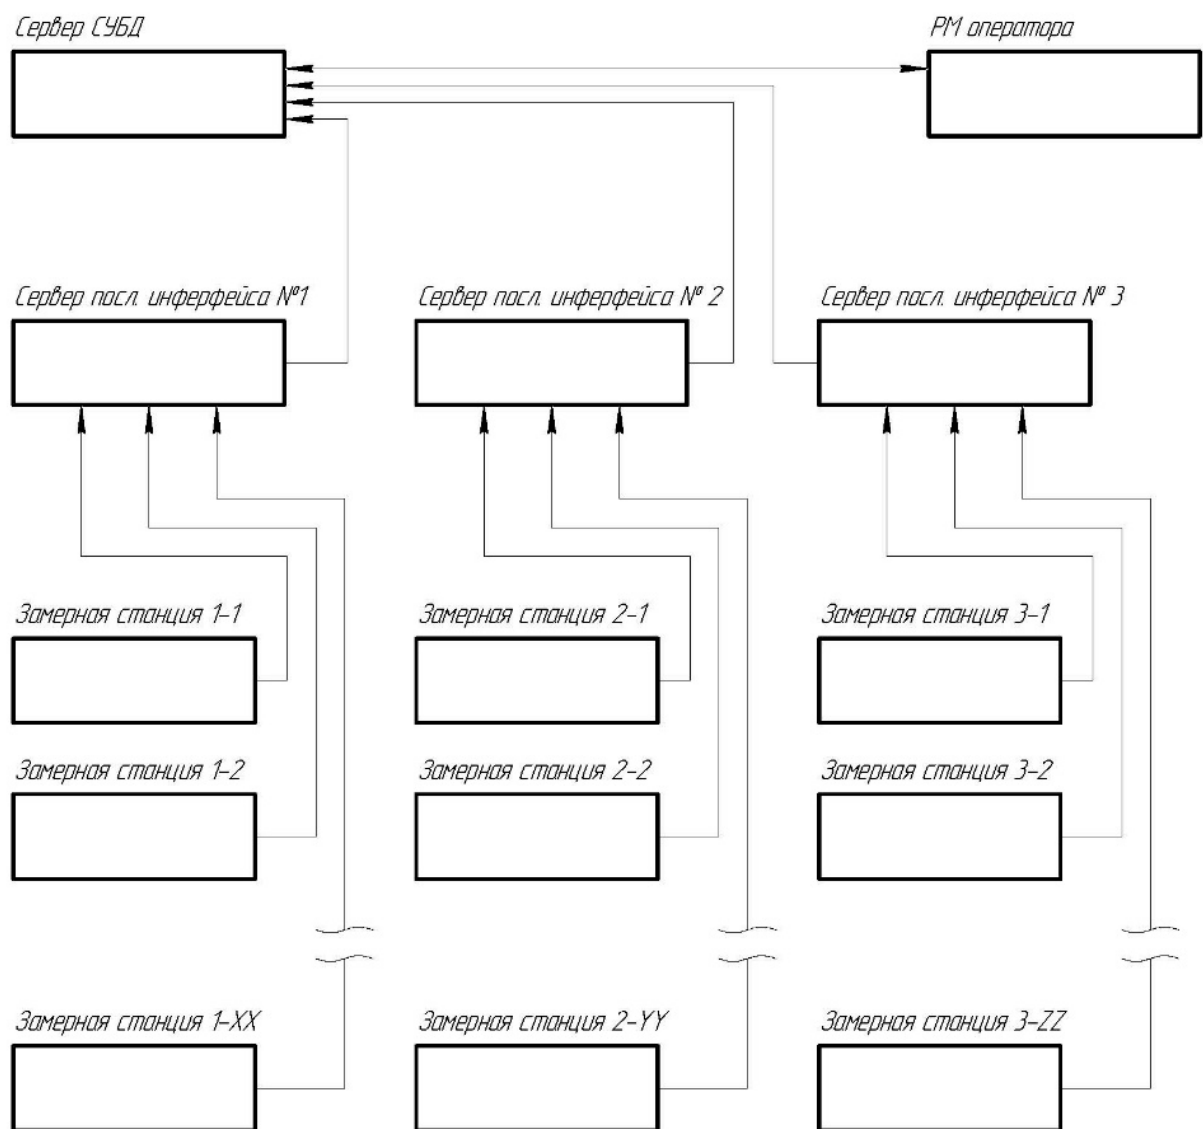 Сервер СУБД
РМ оператора
Сервер посл. инферфейса №1
Сервер посл. инферфейса № 2
Сервер посл. инферфейса № 3
Замерная станция 1-1
Замерная станция 2-1
Замерная станция 3-1
Замерная станция 1-2
Замерная станция 2-2
Замерная станция 3-2
Замерная станция 1-XX
Замерная станция 2-YY
Замерная станция 3-ZZ